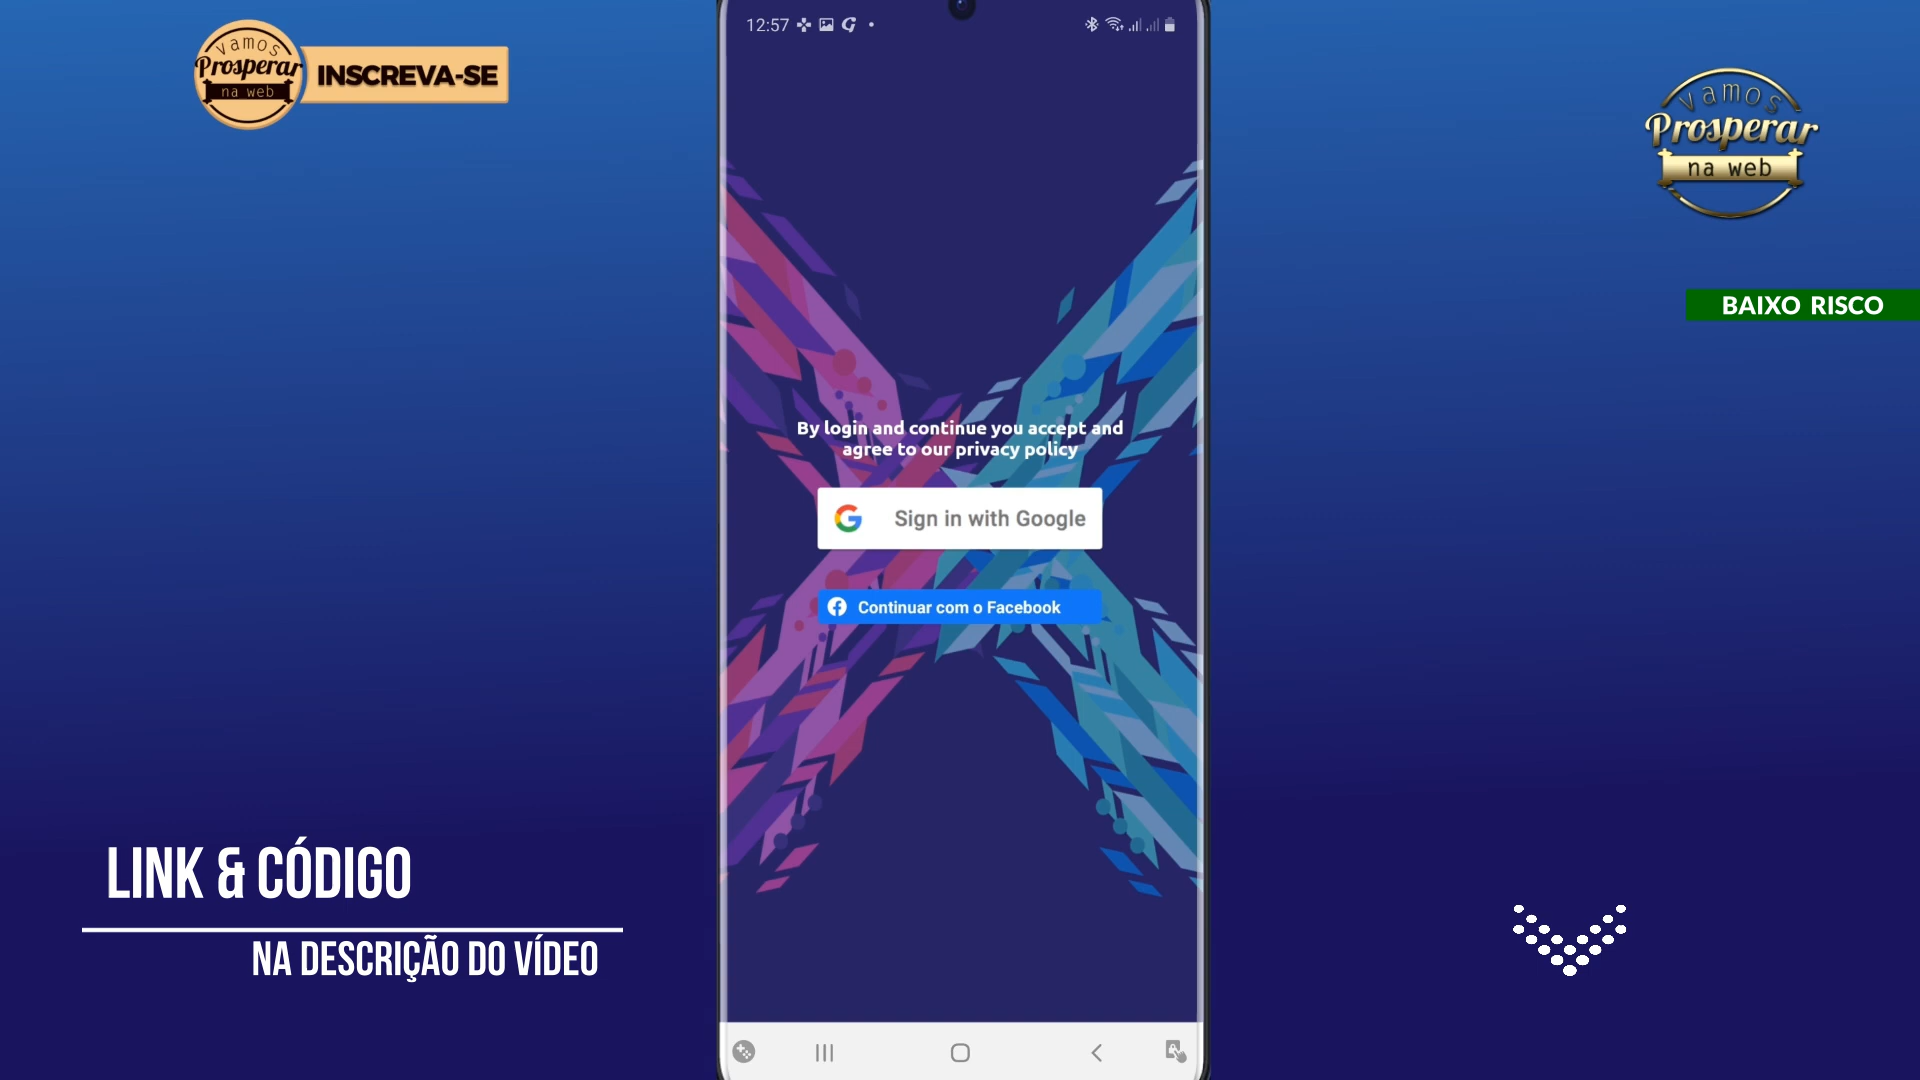 12:57
vamos
Prosperar
na web
INSCREVA-SE
vamos
Prosperar
na web
BAIXO RISCO
By login and continue you accept and
agree to our privacy policy
Sign in with Google
Continuar com o Facebook
LINK & CÓDIGO
NA DESCRIÇÃO DO VÍDEO